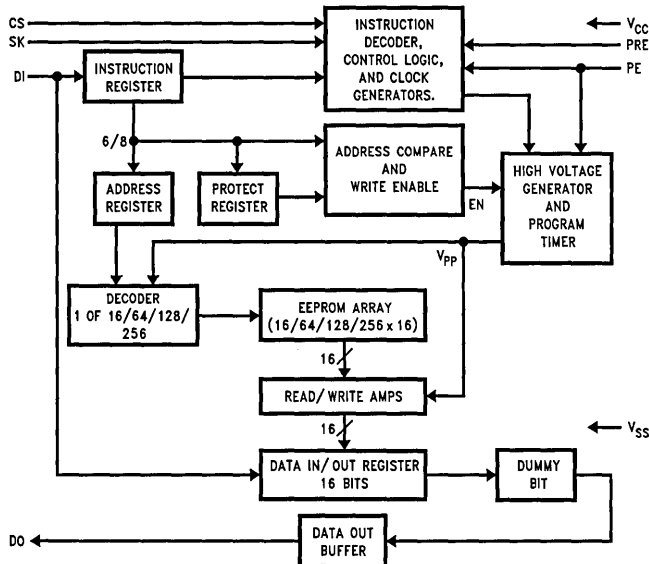 CS
SK
DI
INSTRUCTION
REGISTER
INSTRUCTION
DECODER,
CONTROL LOGIC,
AND CLOCK
GENERATORS.
VCC
PRE
PE
6/8
ADDRESS
REGISTER
PROTECT
REGISTER
ADDRESS COMPARE
AND
WRITE ENABLE
EN
HIGH VOLTAGE
GENERATOR
AND
PROGRAM
TIMER
VPP
DECODER
1 OF 16/64/128/
256
EEPROM ARRAY
(16/64/128/256 x 16)
16
READ/WRITE AMPS
16
VSS
DATA IN/OUT REGISTER
16 BITS
DUMMY
BIT
DO
DATA OUT
BUFFER